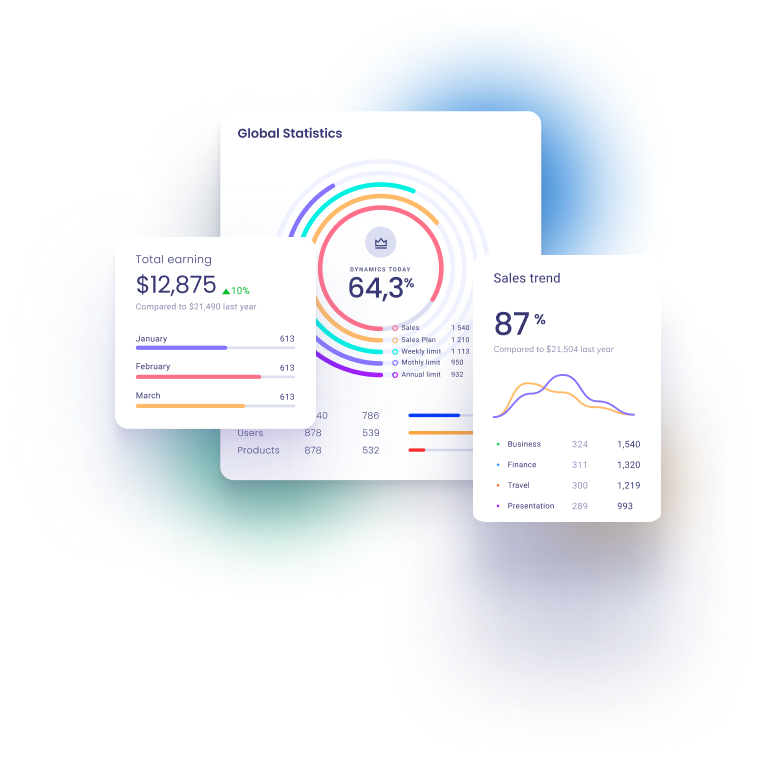 Global Statistics
DYNAMICS TODAY
64,3%
Sales 1 540
Sales Plan 1 210
Weekly limit 1 113
Mothly limit 950
Annual limit 932
40 786
Users 878 539
Products 878 532
Total earning
$12,875 10%
Compared to $21,490 last year
January 613
February 613
March 613
Sales trend
87 %
Compared to $21,504 last year
Business 324 1,540
Finance 311 1,320
Travel 300 1,219
Presentation 289 993